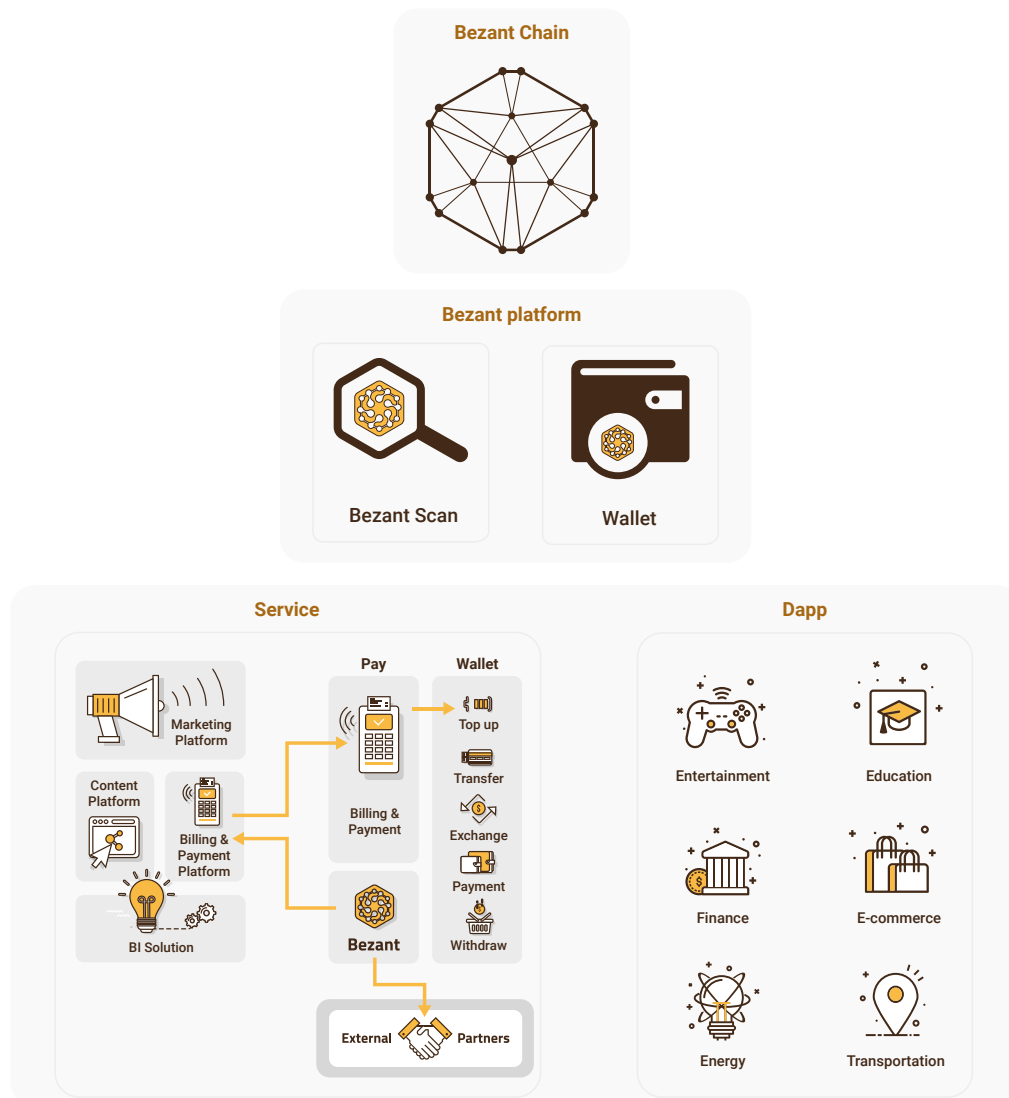 Bezant Chain
Bezant platform
Bezant Scan
Wallet
Service
Marketing
Platform
Content
Platform
Billing &
Payment
Platform
BI Solution
Pay
Billing &
Payment
Bezant
Wallet
Top up
Transfer
Exchange
Payment
Withdraw
External
Partners
Dapp
Entertainment
Education
Finance
E-commerce
Energy
Transportation